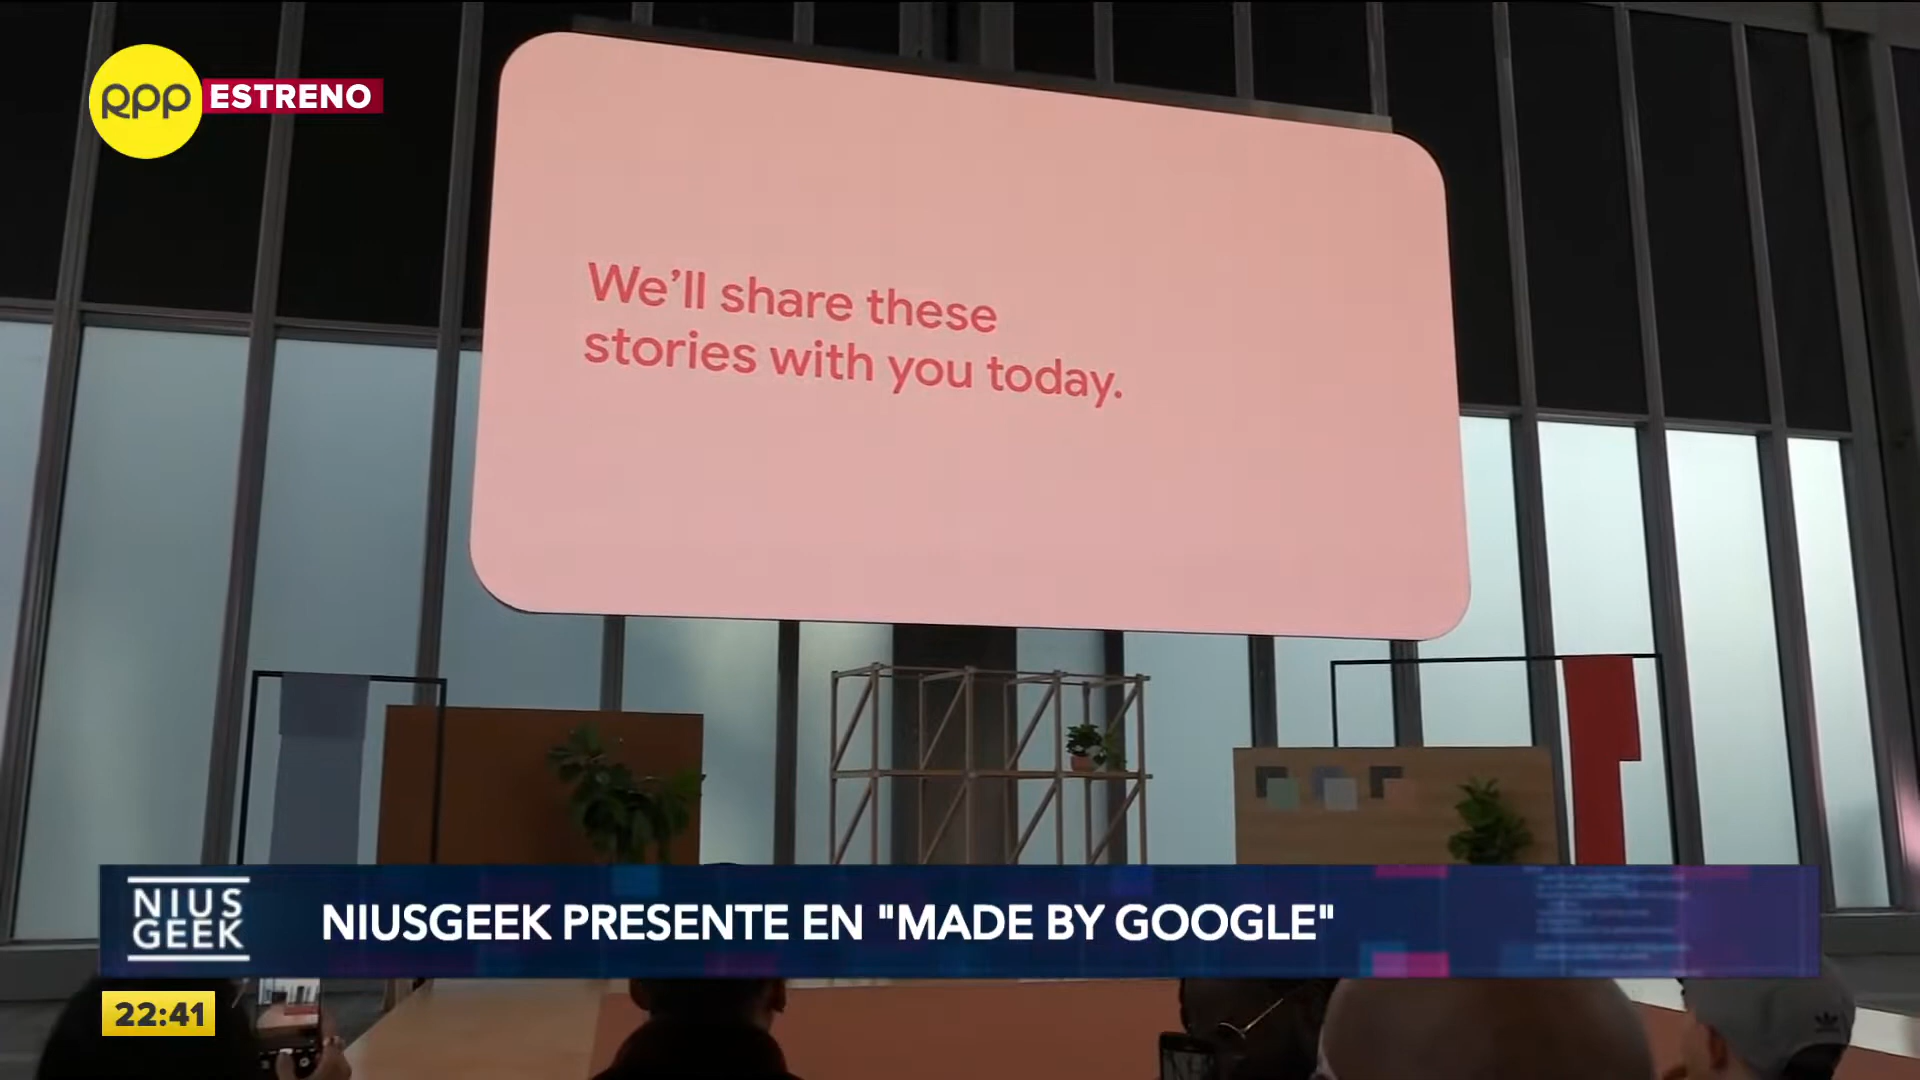 rpp ESTRENO
We'll share these
stories with you today.
NIUS
GEEK
NIUSGEEK PRESENTE EN "MADE BY GOOGLE"
22:41